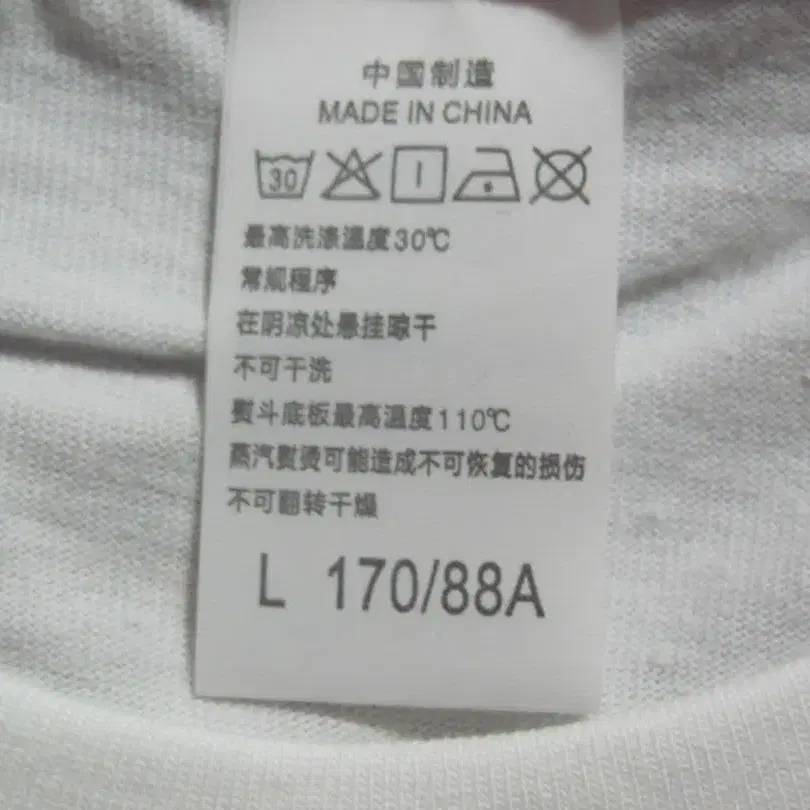 中国制造
MADE IN CHINA
30
最高洗涤温度30℃
常规程序
在阴凉处悬挂晾干
不可干洗
熨斗底板最高温度110℃
蒸汽熨烫可能造成不可恢复的损伤
不可翻转干燥
L 170/88A